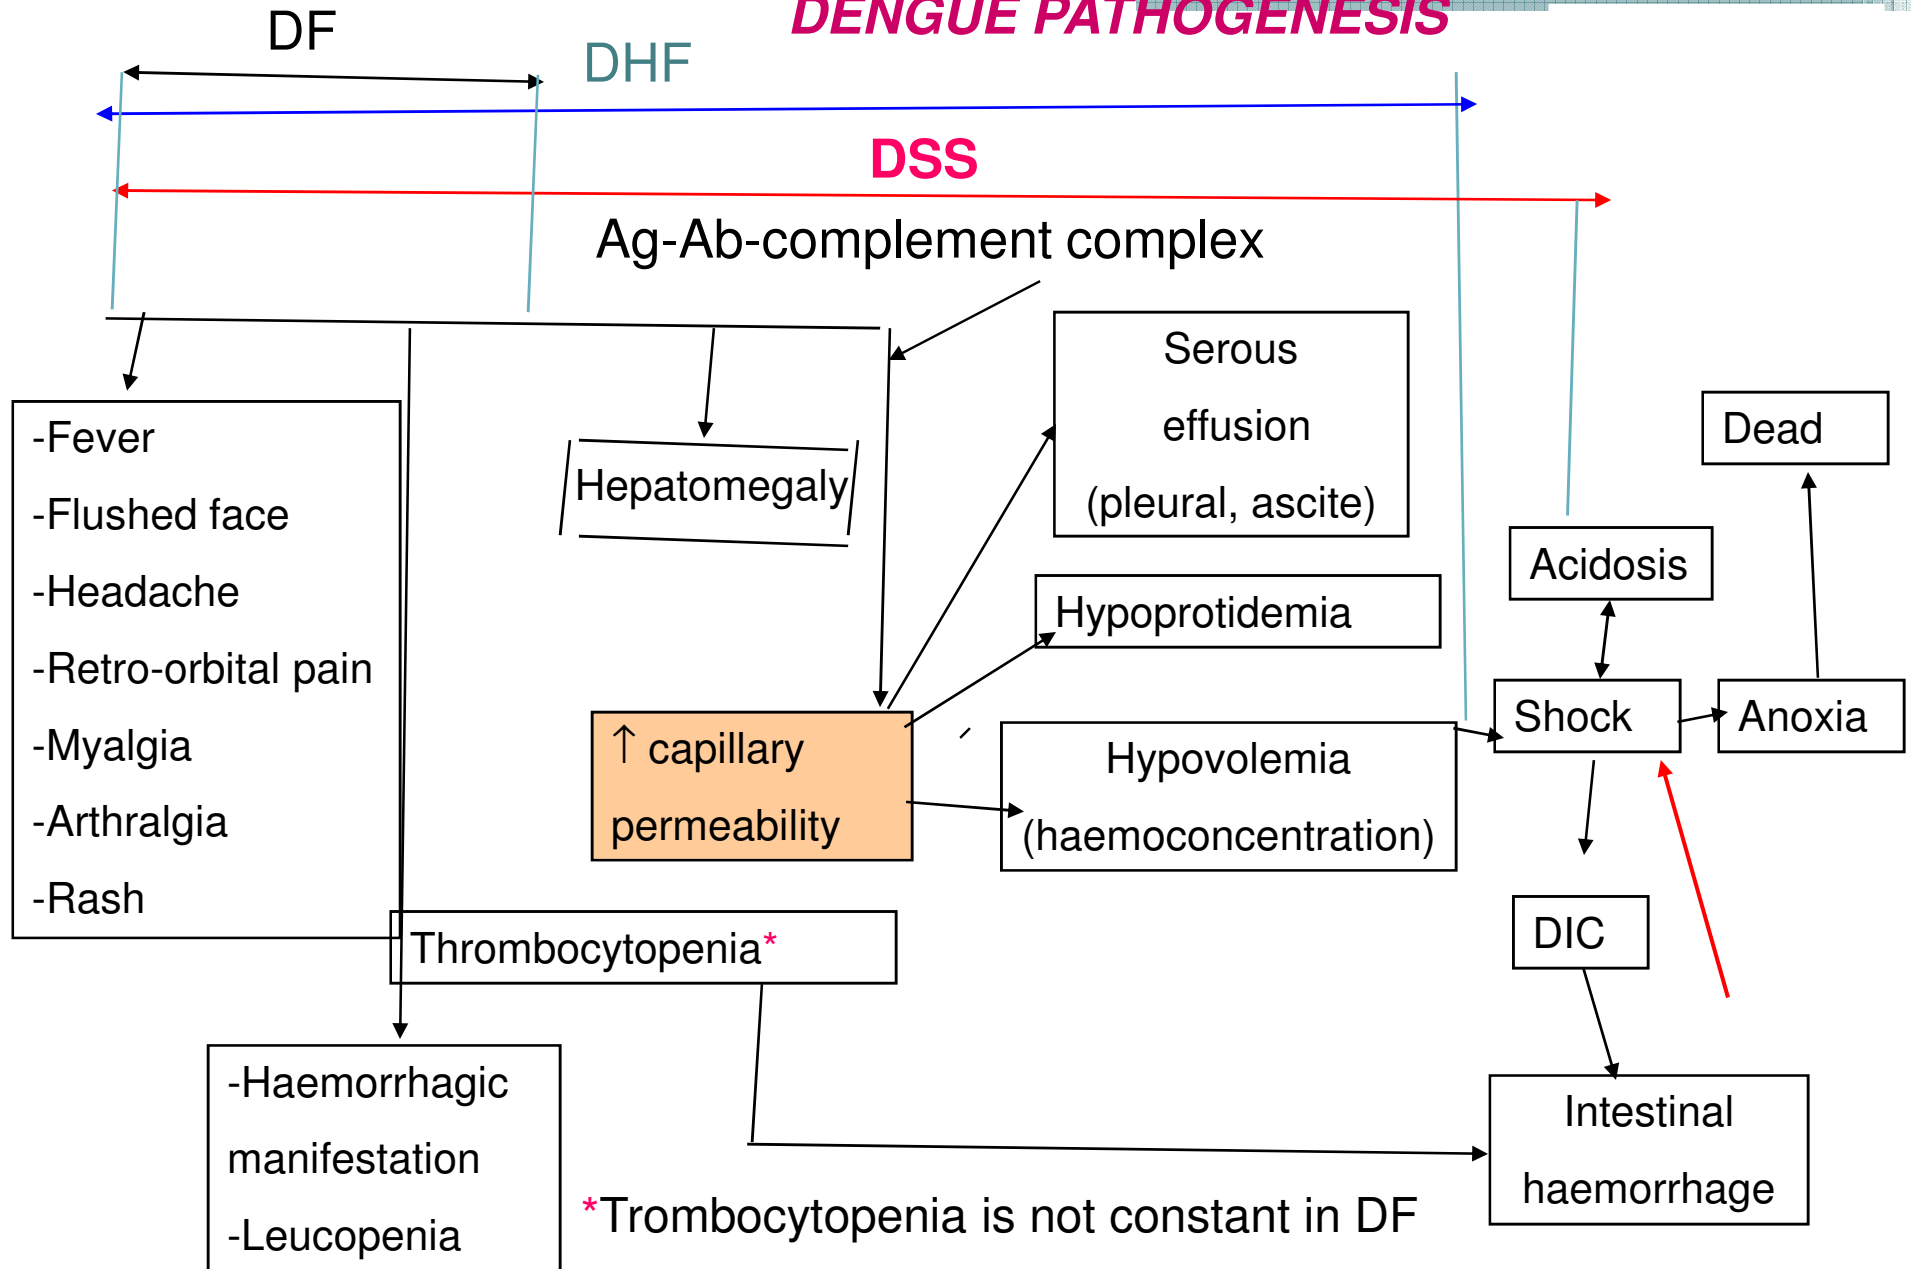 DENGUE PATHOGENESIS
DF
DHF
DSS
Ag-Ab-complement complex
-Fever
-Flushed face
-Headache
-Retro-orbital pain
-Myalgia
-Arthralgia
-Rash
Hepatomegaly
Serous
effusion
(pleural, ascite)
Hypoprotidemia
↑ capillary
permeability
Hypovolemia
(haemoconcentration)
Dead
Acidosis
Shock
Anoxia
DIC
Thrombocytopenia*
-Haemorrhagic
manifestation
-Leucopenia
Intestinal
haemorrhage
*Trombocytopenia is not constant in DF